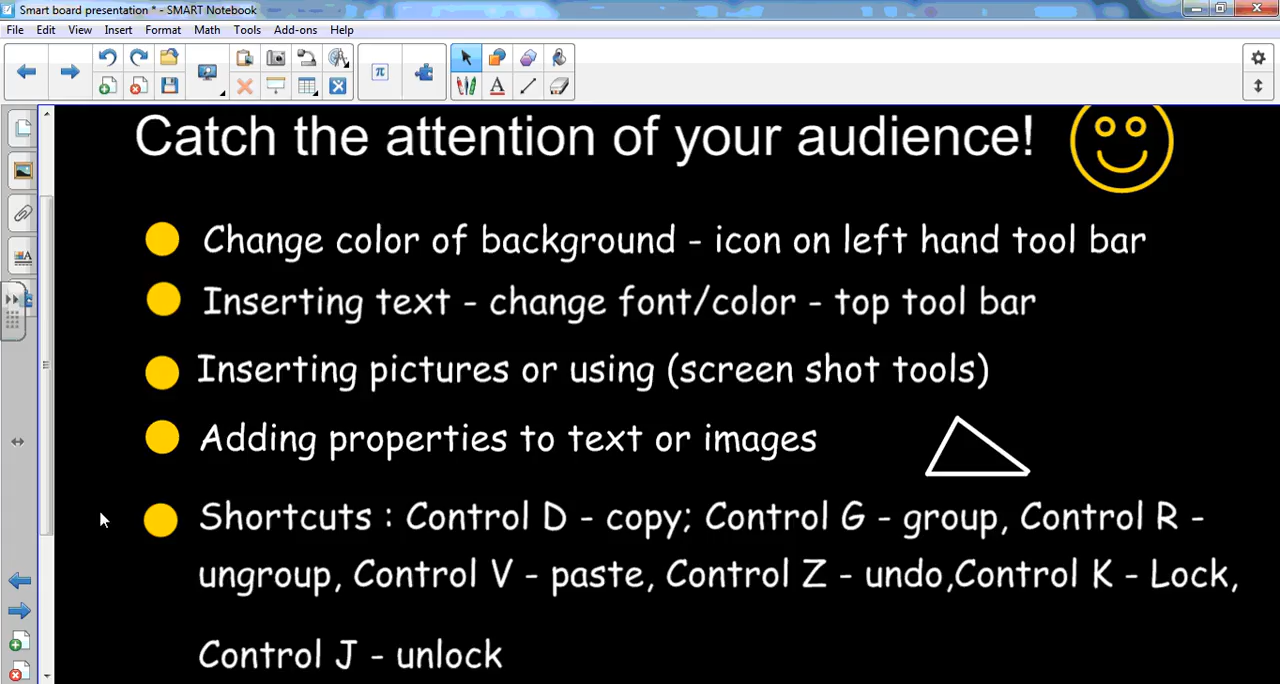 Smart board presentation * - SMART Notebook
File Edit View Insert Format Math Tools Add-ons Help
Catch the attention of your audience!
Change color of background - icon on left hand tool bar
Inserting text - change font/color - top tool bar
Inserting pictures or using (screen shot tools)
Adding properties to text or images
Shortcuts : Control D - copy; Control G - group, Control R -
ungroup, Control V - paste, Control Z - undo,Control K - Lock,
Control J - unlock